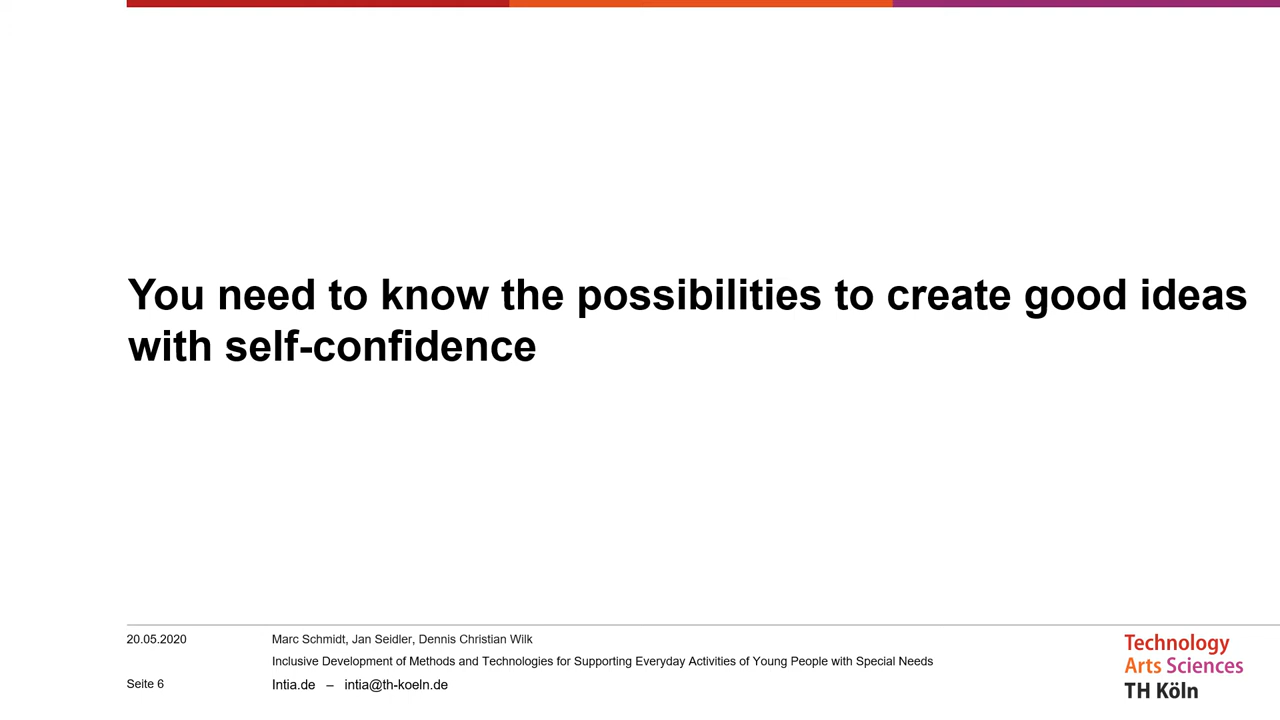 You need to know the possibilities to create good ideas
with self-confidence
20.05.2020
Marc Schmidt, Jan Seidler, Dennis Christian Wilk
Inclusive Development of Methods and Technologies for Supporting Everyday Activities of Young People with Special Needs
Seite 6
Intia.de – intia@th-koeln.de
Technology
Arts Sciences
TH Köln